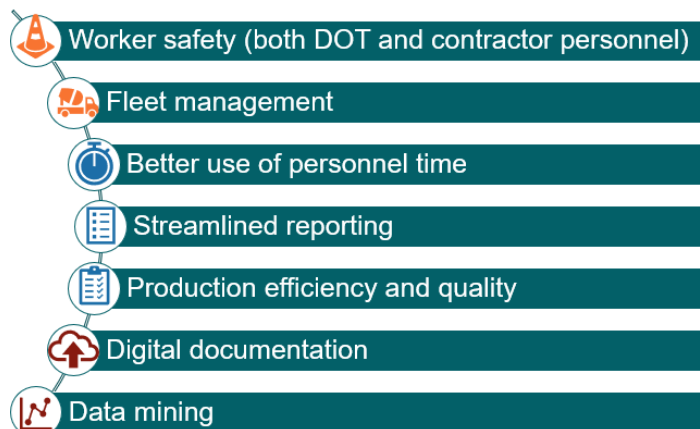 Worker safety (both DOT and contractor personnel)
Fleet management
Better use of personnel time
Streamlined reporting
Production efficiency and quality
Digital documentation
Data mining